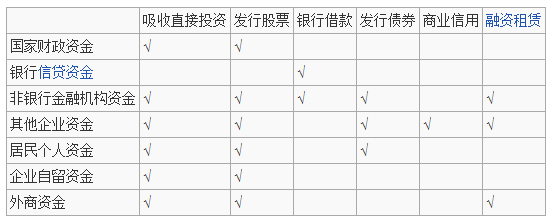 吸收直接投资 发行股票 银行借款 发行债券 商业信用 融资租赁
国家财政资金 √ √
银行信贷资金 √
非银行金融机构资金 √ √ √ √ √
其他企业资金 √ √ √ √ √
居民个人资金 √ √ √
企业自留资金 √ √
外商资金 √ √ √